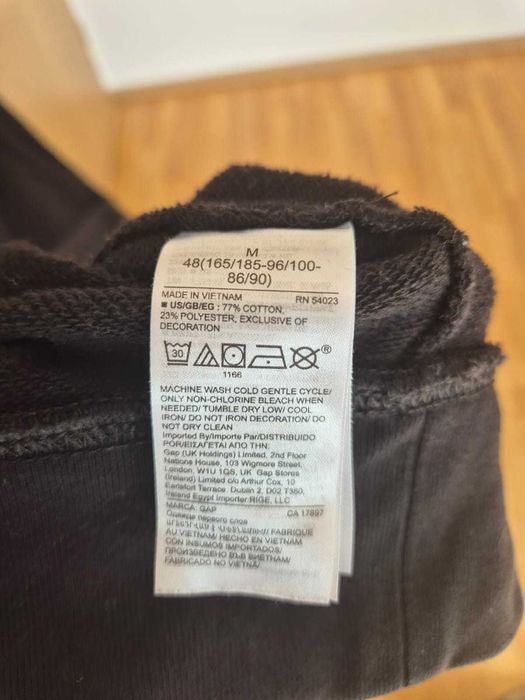 M
48(165/185-96/100-
86/90)
MADE IN VIETNAM RN 54023
■ US/GB/EG : 77% COTTON,
23% POLYESTER, EXCLUSIVE OF
DECORATION
30 ®
1166
MACHINE WASH COLD GENTLE CYCLE/
ONLY NON-CHLORINE BLEACH WHEN
NEEDED/ TUMBLE DRY LOW/ COOL
IRON/ DO NOT IRON DECORATION/ DO
NOT DRY CLEAN
Imported By/Importe Par/DISTRIBUIDO
POR/ΕΙΣΑΓΕΤΑΙ ΑΠΟ ΤΗΝ:
Gap (UK Holdings) Limited, 2nd Floor
Nations House, 103 Wigmore Street,
London, W1U 1QS, UK Gap Stores
(Ireland) Limited c/o Arthur Cox, 10
Earlsfort Terrace, Dublin 2, D02 T380,
Ireland Egypt Importer:RIGE, LLC
MARCA: GAP CA 17897
Одежда первого слоя
FABRIQUE
AU VIETNAM/ HECHO EN VIETNAM
CON INSUMOS IMPORTADOS/
ПРОИЗВЕДЕНО ВЪВ ВИЕТНАМ/
FABRICADO NO VIETNA/